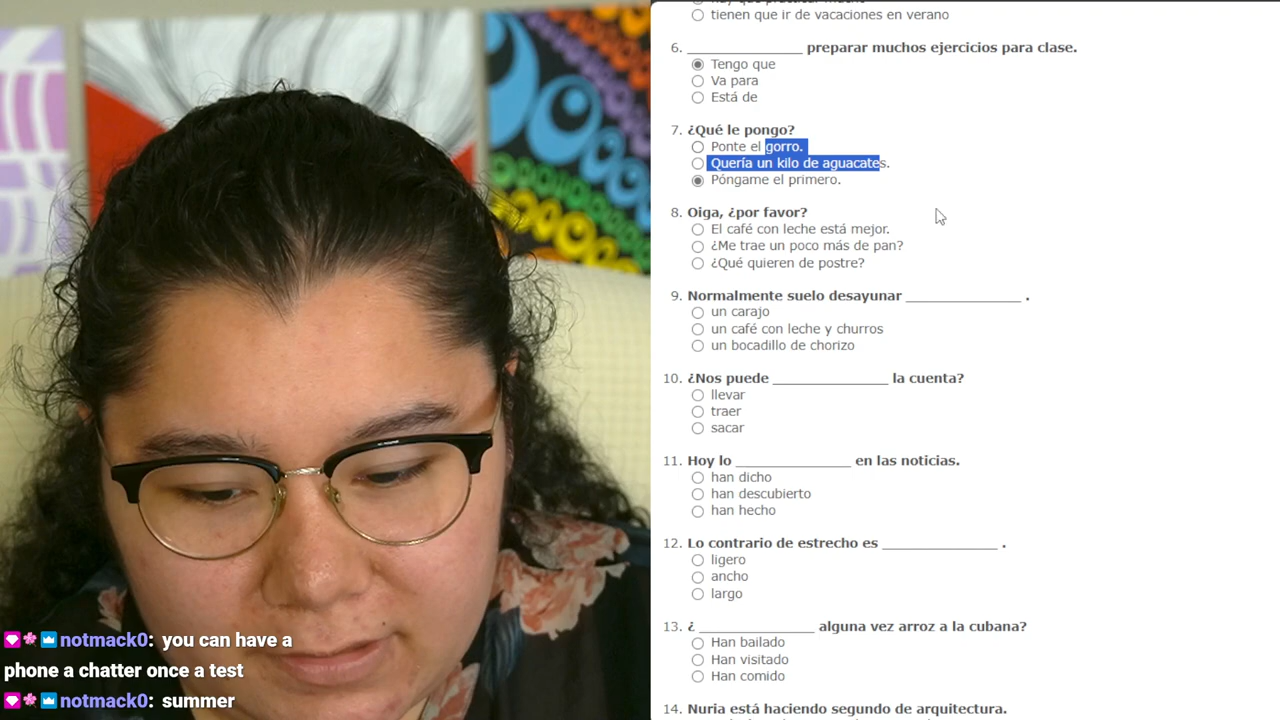 tienen que ir de vacaciones en verano
6. _______________ preparar muchos ejercicios para clase.
Tengo que
Va para
Está de
7. ¿Qué le pongo?
Ponte el gorro.
Quería un kilo de aguacates.
Póngame el primero.
8. Oiga, ¿por favor?
El café con leche está mejor.
¿Me trae un poco más de pan?
¿Qué quieren de postre?
9. Normalmente suelo desayunar _______________ .
un carajo
un café con leche y churros
un bocadillo de chorizo
10. ¿Nos puede _______________ la cuenta?
llevar
traer
sacar
11. Hoy lo _______________ en las noticias.
han dicho
han descubierto
han hecho
12. Lo contrario de estrecho es _______________ .
ligero
ancho
largo
13. ¿ _______________ alguna vez arroz a la cubana?
Han bailado
Han visitado
Han comido
14. Nuria está haciendo segundo de arquitectura.
notmack0: you can have a
phone a chatter once a test
notmack0: summer